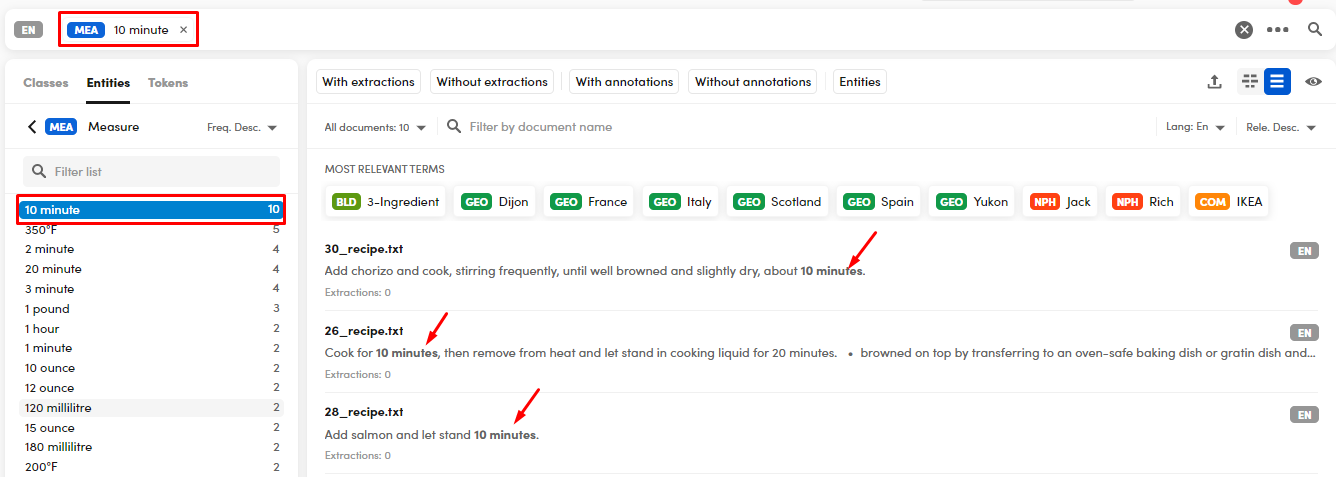 EN MEA 10 minute ×
Classes Entities Tokens
MEA Measure Freq. Desc.
Filter list
10 minute 10
350°F 5
2 minute 4
20 minute 4
3 minute 4
1 pound 3
1 hour 2
1 minute 2
10 ounce 2
12 ounce 2
120 millilitre 2
15 ounce 2
180 millilitre 2
200°F 2
With extractions Without extractions With annotations Without annotations Entities
All documents: 10 Filter by document name Lang: En Rele. Desc.
MOST RELEVANT TERMS
BLD 3-Ingredient GEO Dijon GEO France GEO Italy GEO Scotland GEO Spain GEO Yukon NPH Jack NPH Rich COM IKEA
30_recipe.txt EN
Add chorizo and cook, stirring frequently, until well browned and slightly dry, about 10 minutes.
Extractions: 0
26_recipe.txt EN
Cook for 10 minutes, then remove from heat and let stand in cooking liquid for 20 minutes. • browned on top by transferring to an oven-safe baking dish or gratin dish and...
Extractions: 0
28_recipe.txt EN
Add salmon and let stand 10 minutes.
Extractions: 0